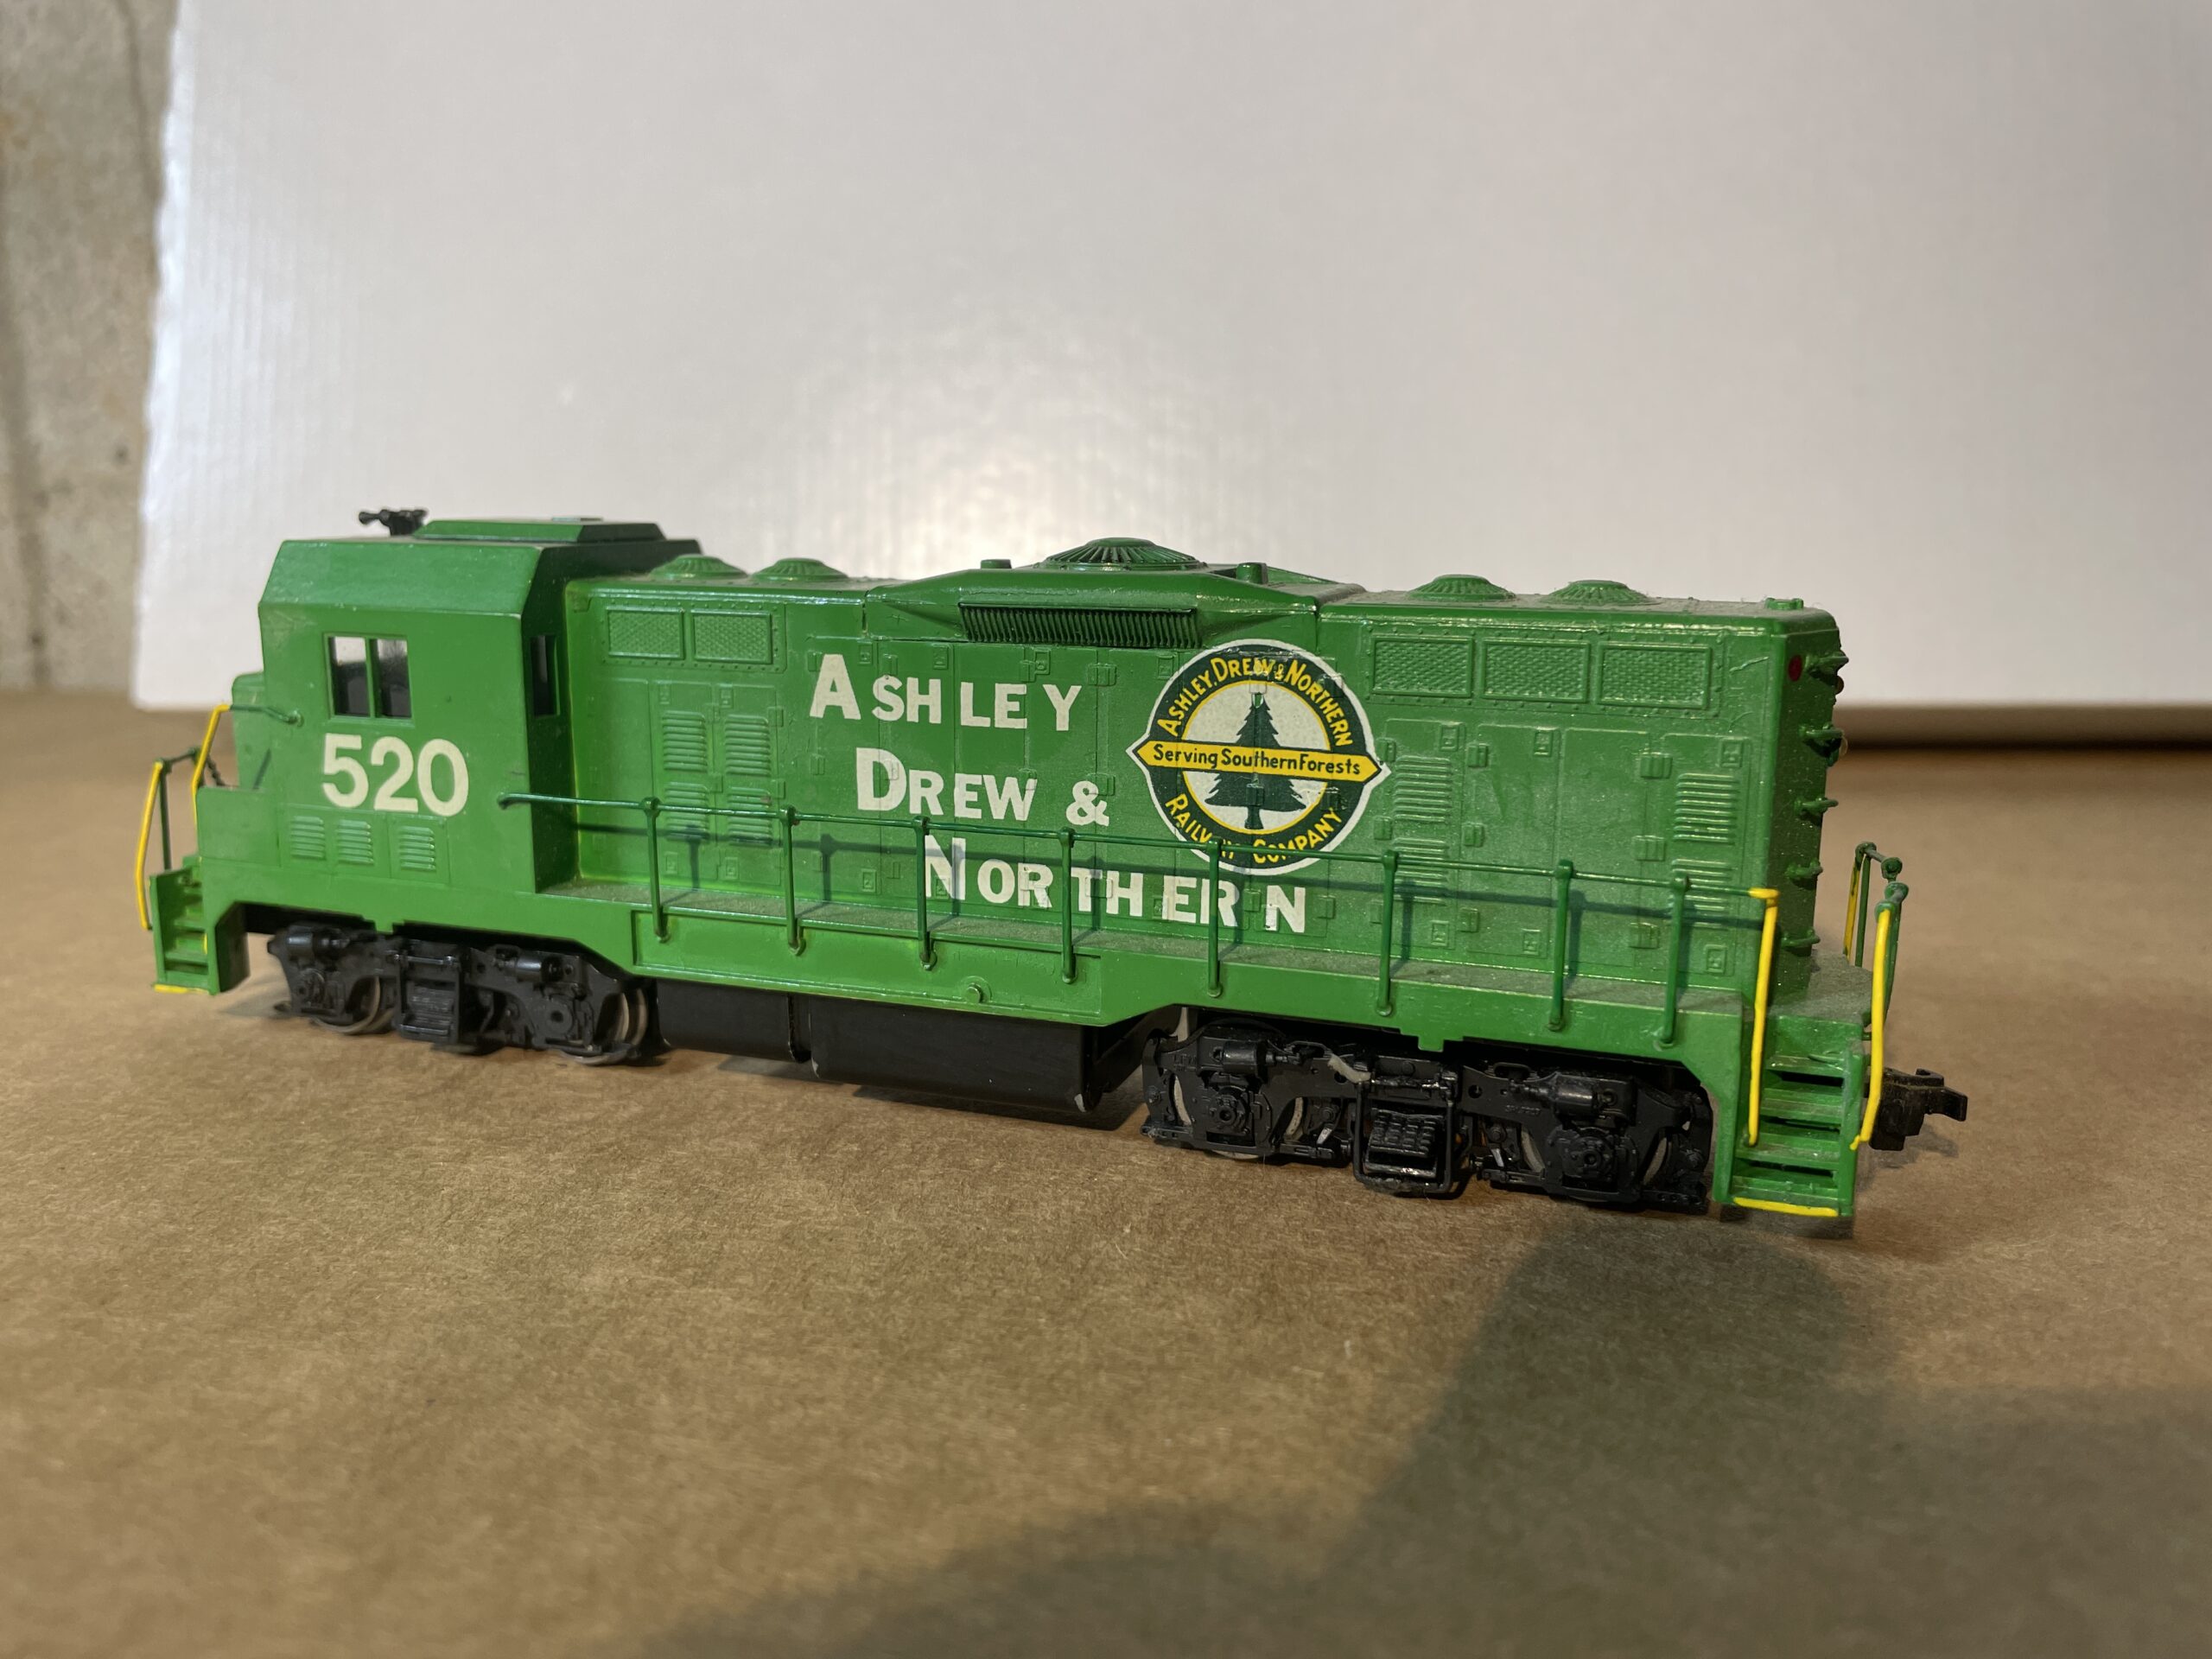 520
ASHLEY
DREW &
NORTHERN
ASHLEY, DREW & NORTHERN
Serving Southern Forests
RAILWAY COMPANY